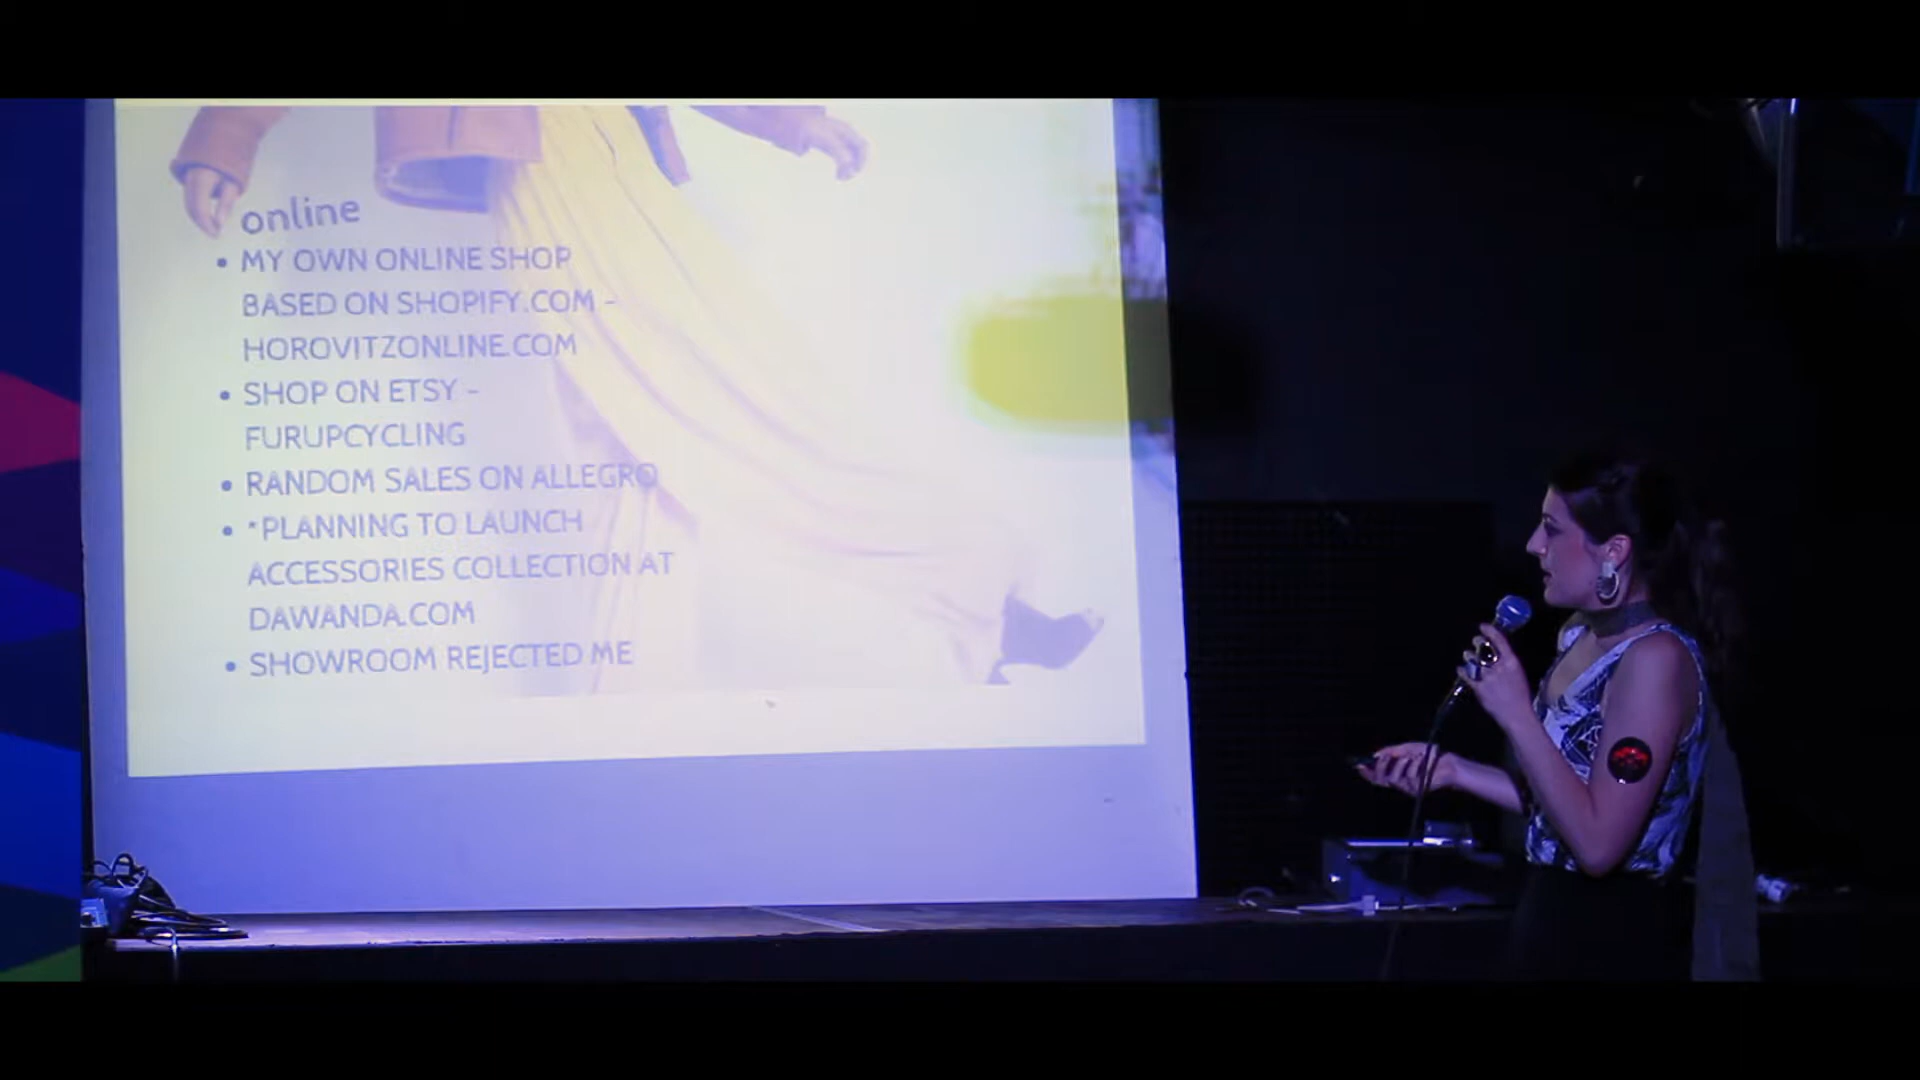 online
• MY OWN ONLINE SHOP
BASED ON SHOPIFY.COM -
HOROVITZONLINE.COM
• SHOP ON ETSY -
FURUPCYCLING
• RANDOM SALES ON ALLEGRO
• *PLANNING TO LAUNCH
ACCESSORIES COLLECTION AT
DAWANDA.COM
• SHOWROOM REJECTED ME